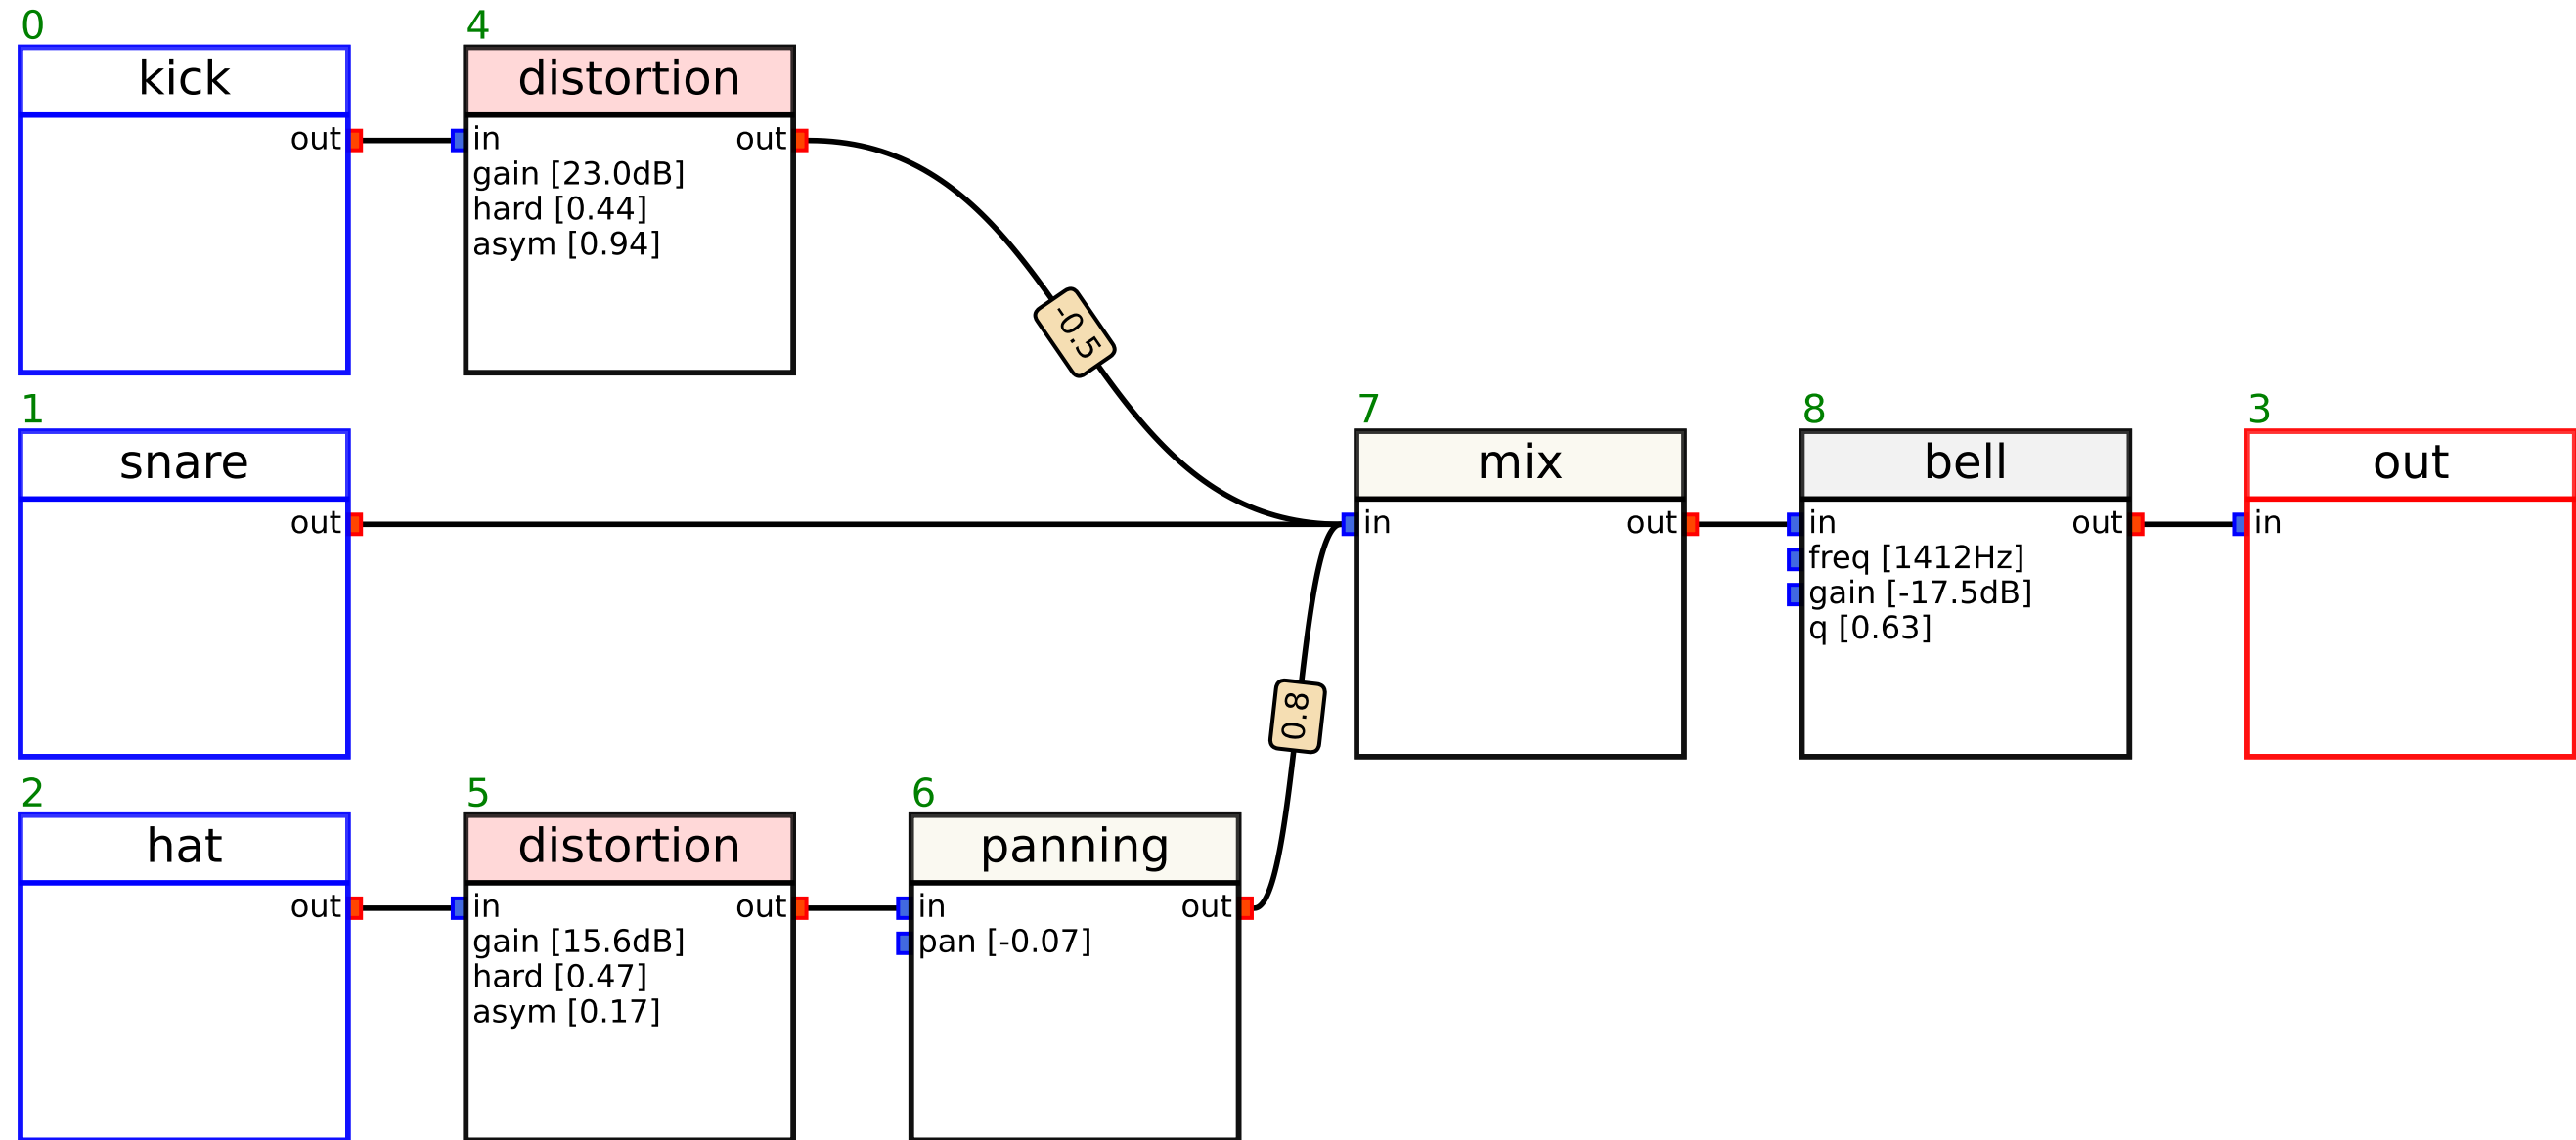 0
kick
out
4
distortion
in out
gain [23.0dB]
hard [0.44]
asym [0.94]
-0.5
1
snare
out
7
mix
in out
8
bell
in out
freq [1412Hz]
gain [-17.5dB]
q [0.63]
3
out
in
0.8
2
hat
out
5
distortion
in out
gain [15.6dB]
hard [0.47]
asym [0.17]
6
panning
in out
pan [-0.07]